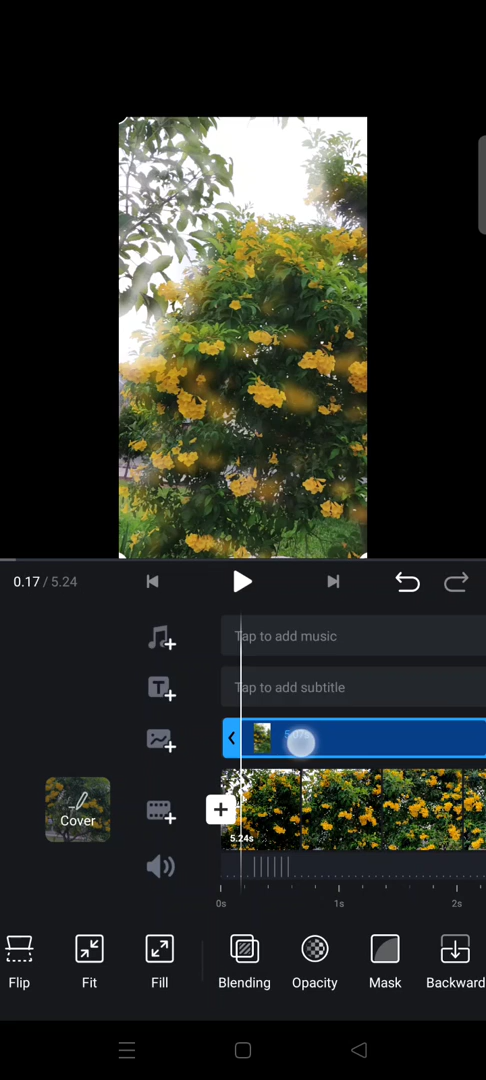 0.17 / 5.24
Tap to add music
Tap to add subtitle
Cover
5.24s
0s 1s 2s
Flip Fit Fill Blending Opacity Mask Backward